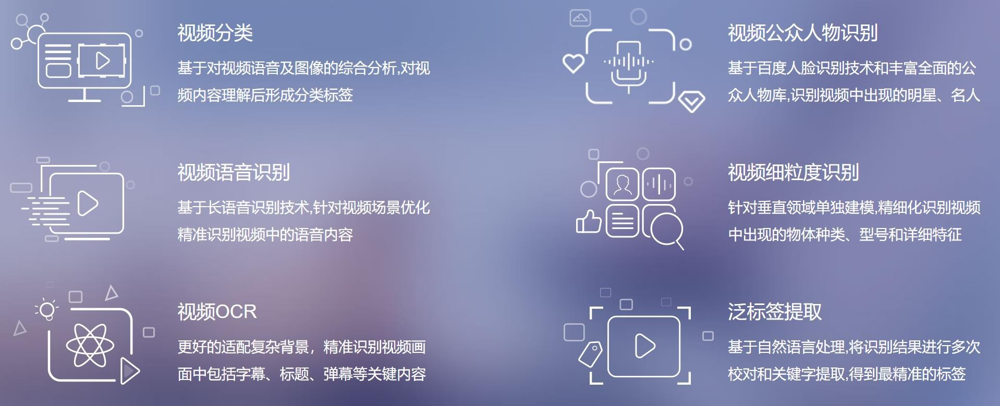 视频分类
基于对视频语音及图像的综合分析,对视
频内容理解后形成分类标签
视频公众人物识别
基于百度人脸识别技术和丰富全面的公
众人物库,识别视频中出现的明星、名人
视频语音识别
基于长语音识别技术,针对视频场景优化
精准识别视频中的语音内容
视频细粒度识别
针对垂直领域单独建模,精细化识别视频
中出现的物体种类、型号和详细特征
视频OCR
更好的适配复杂背景，精准识别视频画
面中包括字幕、标题、弹幕等关键内容
泛标签提取
基于自然语言处理,将识别结果进行多次
校对和关键字提取,得到最精准的标签